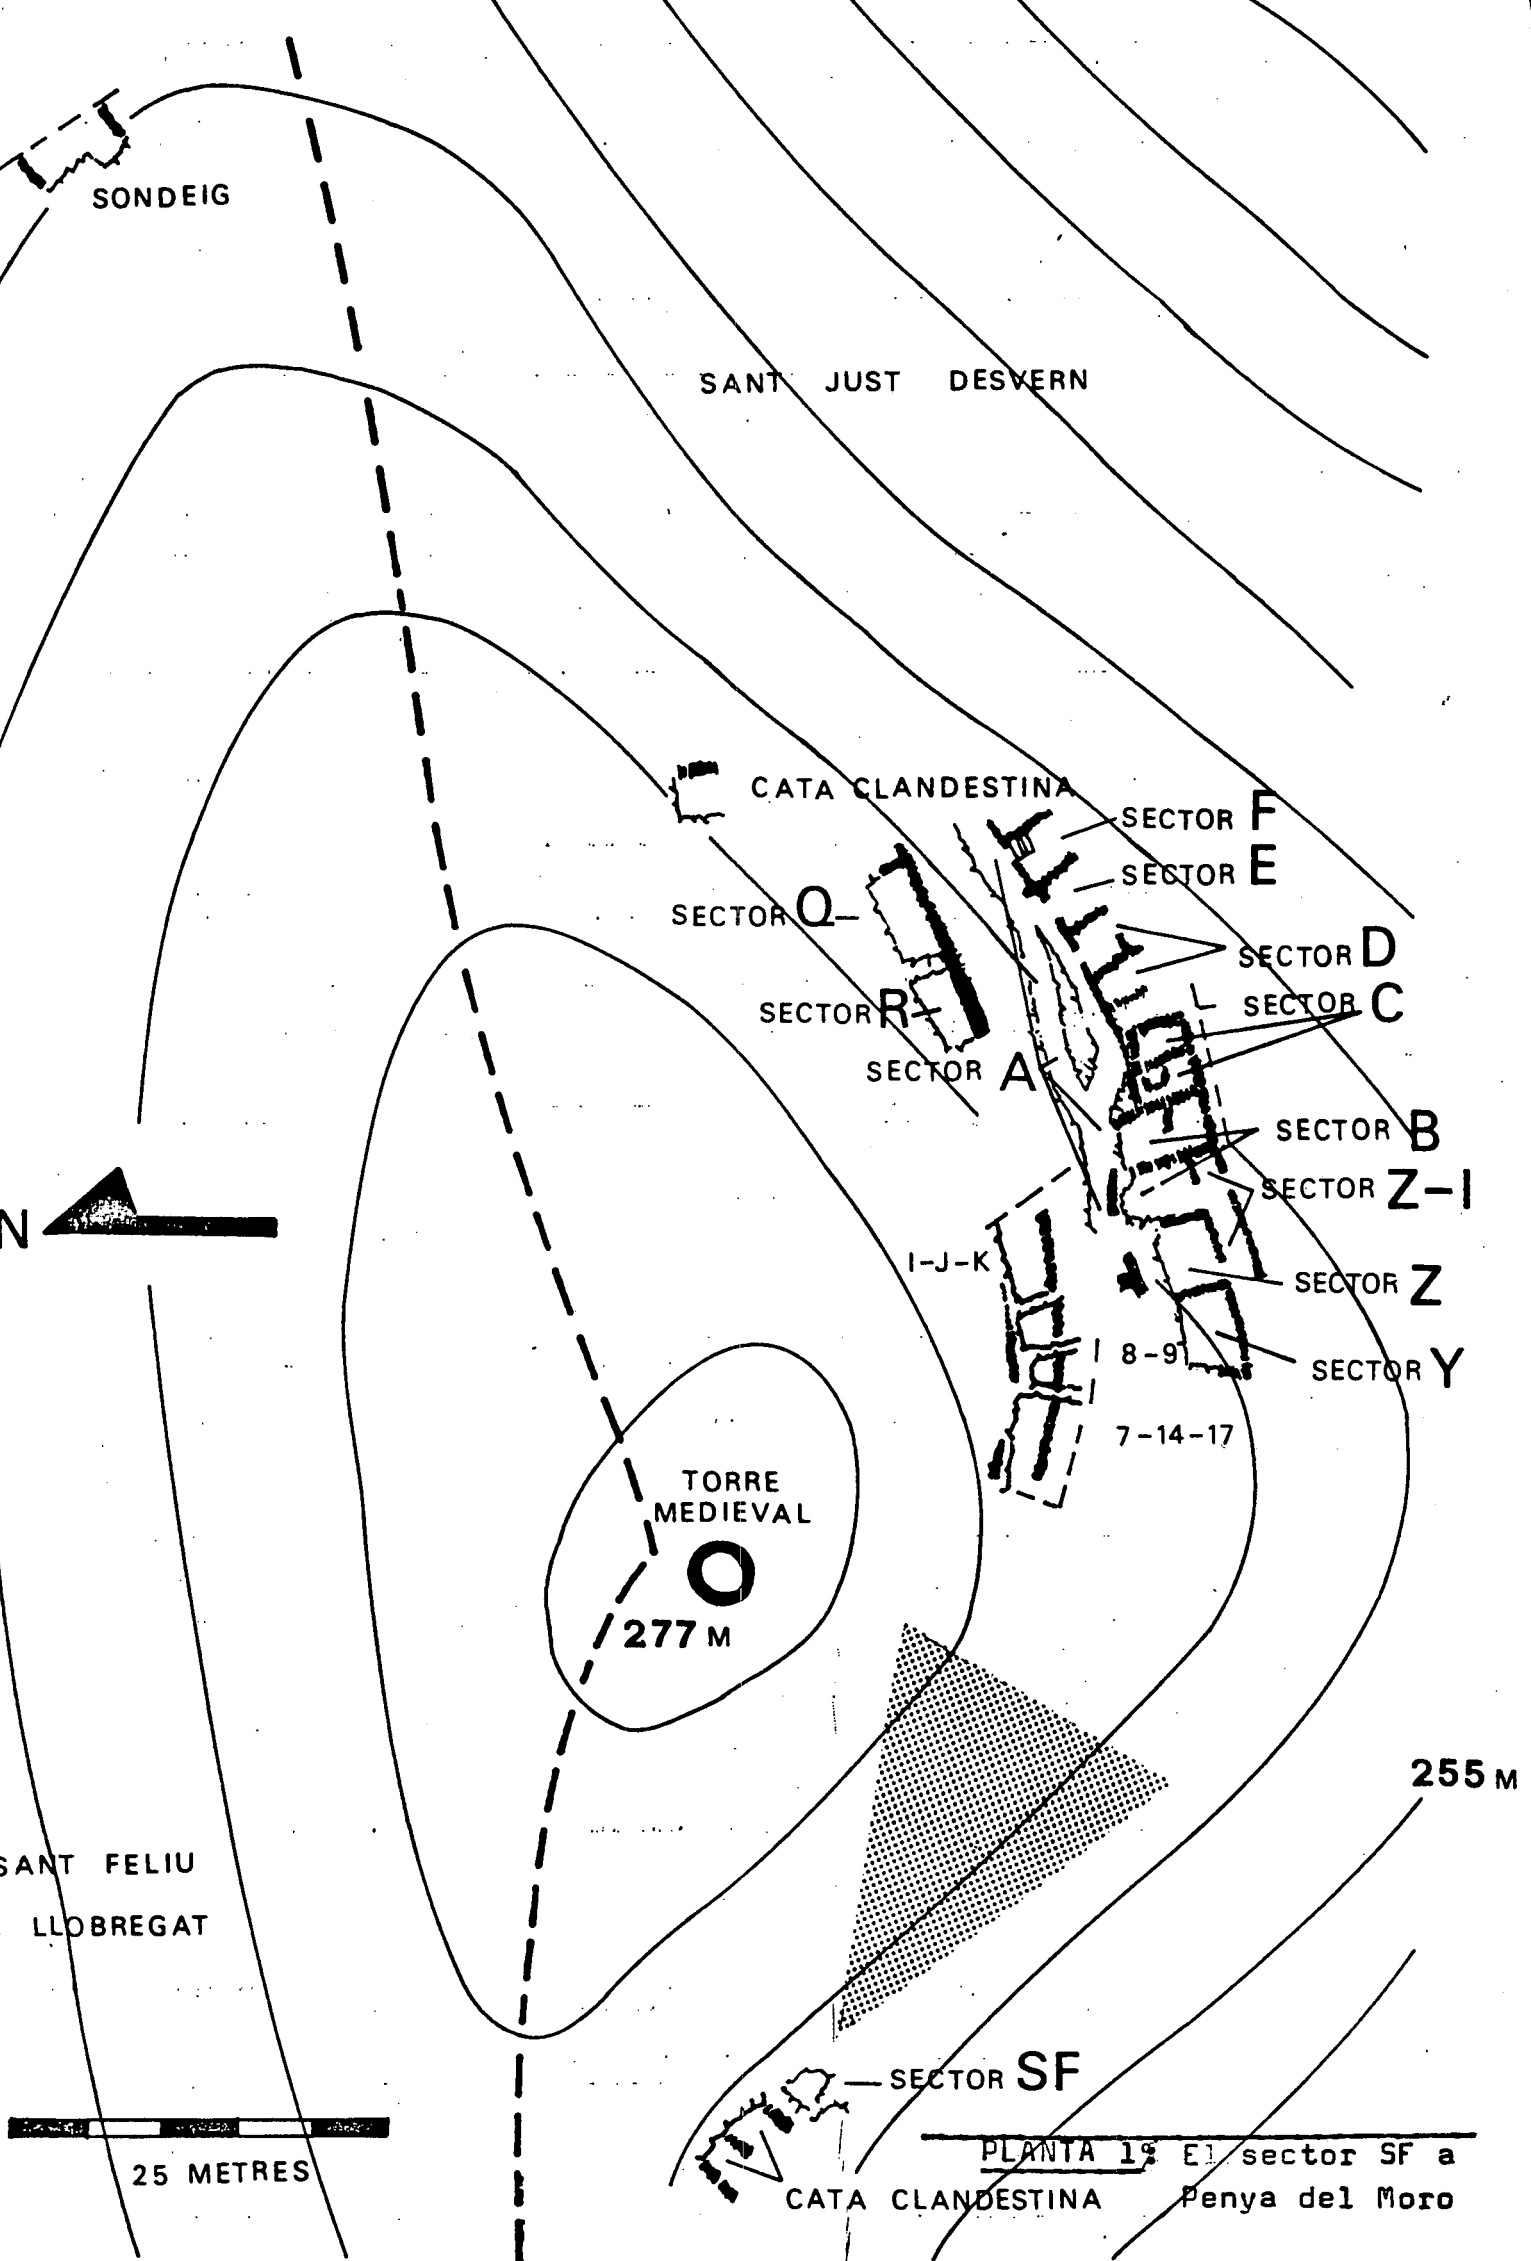 SONDEIG
SANT JUST DESVERN
CATA CLANDESTINA
SECTOR F
SECTOR E
SECTOR Q
SECTOR D
SECTOR R
SECTOR C
SECTOR A
SECTOR B
SECTOR Z-I
N
I-J-K
SECTOR Z
8-9
SECTOR Y
7-14-17
TORRE
MEDIEVAL
277 M
255 M
SANT FELIU
LLOBREGAT
SECTOR SF
25 METRES
CATA CLANDESTINA
PLANTA 1ª El sector SF a
Penya del Moro